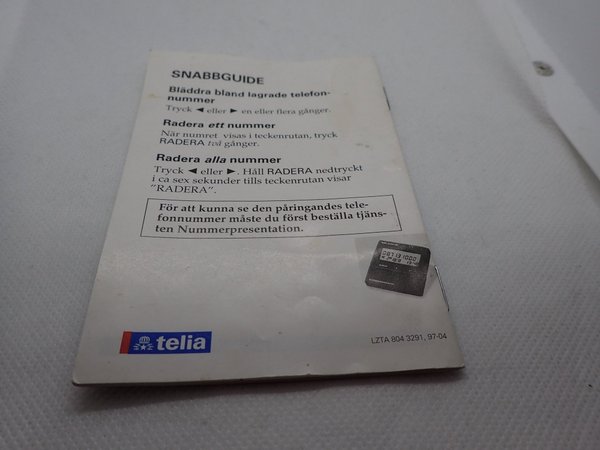 SNABBGUIDE
Bläddra bland lagrade telefon-
nummer
Tryck ◄ eller ► en eller flera gånger.
Radera ett nummer
När numret visas i teckenrutan, tryck
RADERA två gånger.
Radera alla nummer
Tryck ◄ eller ►. Håll RADERA nedtryckt
i ca sex sekunder tills teckenrutan visar
"RADERA".
För att kunna se den påringandes tele-
fonnummer måste du först beställa tjäns-
ten Nummerpresentation.
telia
LZTA 804 3291, 97-04